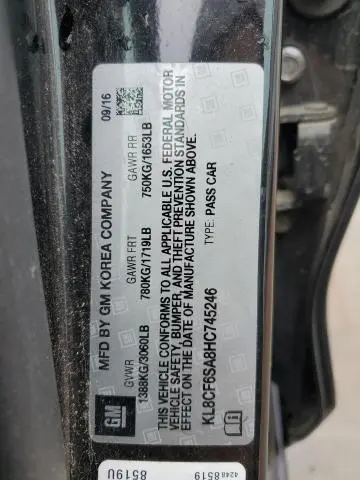 MFD BY GM KOREA COMPANY 09/16
GVWR GAWR FRT GAWR RR
1388KG/3060LB 780KG/1719LB 750KG/1653LB
THIS VEHICLE CONFORMS TO ALL APPLICABLE U.S. FEDERAL MOTOR
VEHICLE SAFETY, BUMPER, AND THEFT PREVENTION STANDARDS IN
EFFECT ON THE DATE OF MANUFACTURE SHOWN ABOVE.
KL8CF6SA8HC745246 TYPE: PASS CAR
GM
4248 8519
8519U